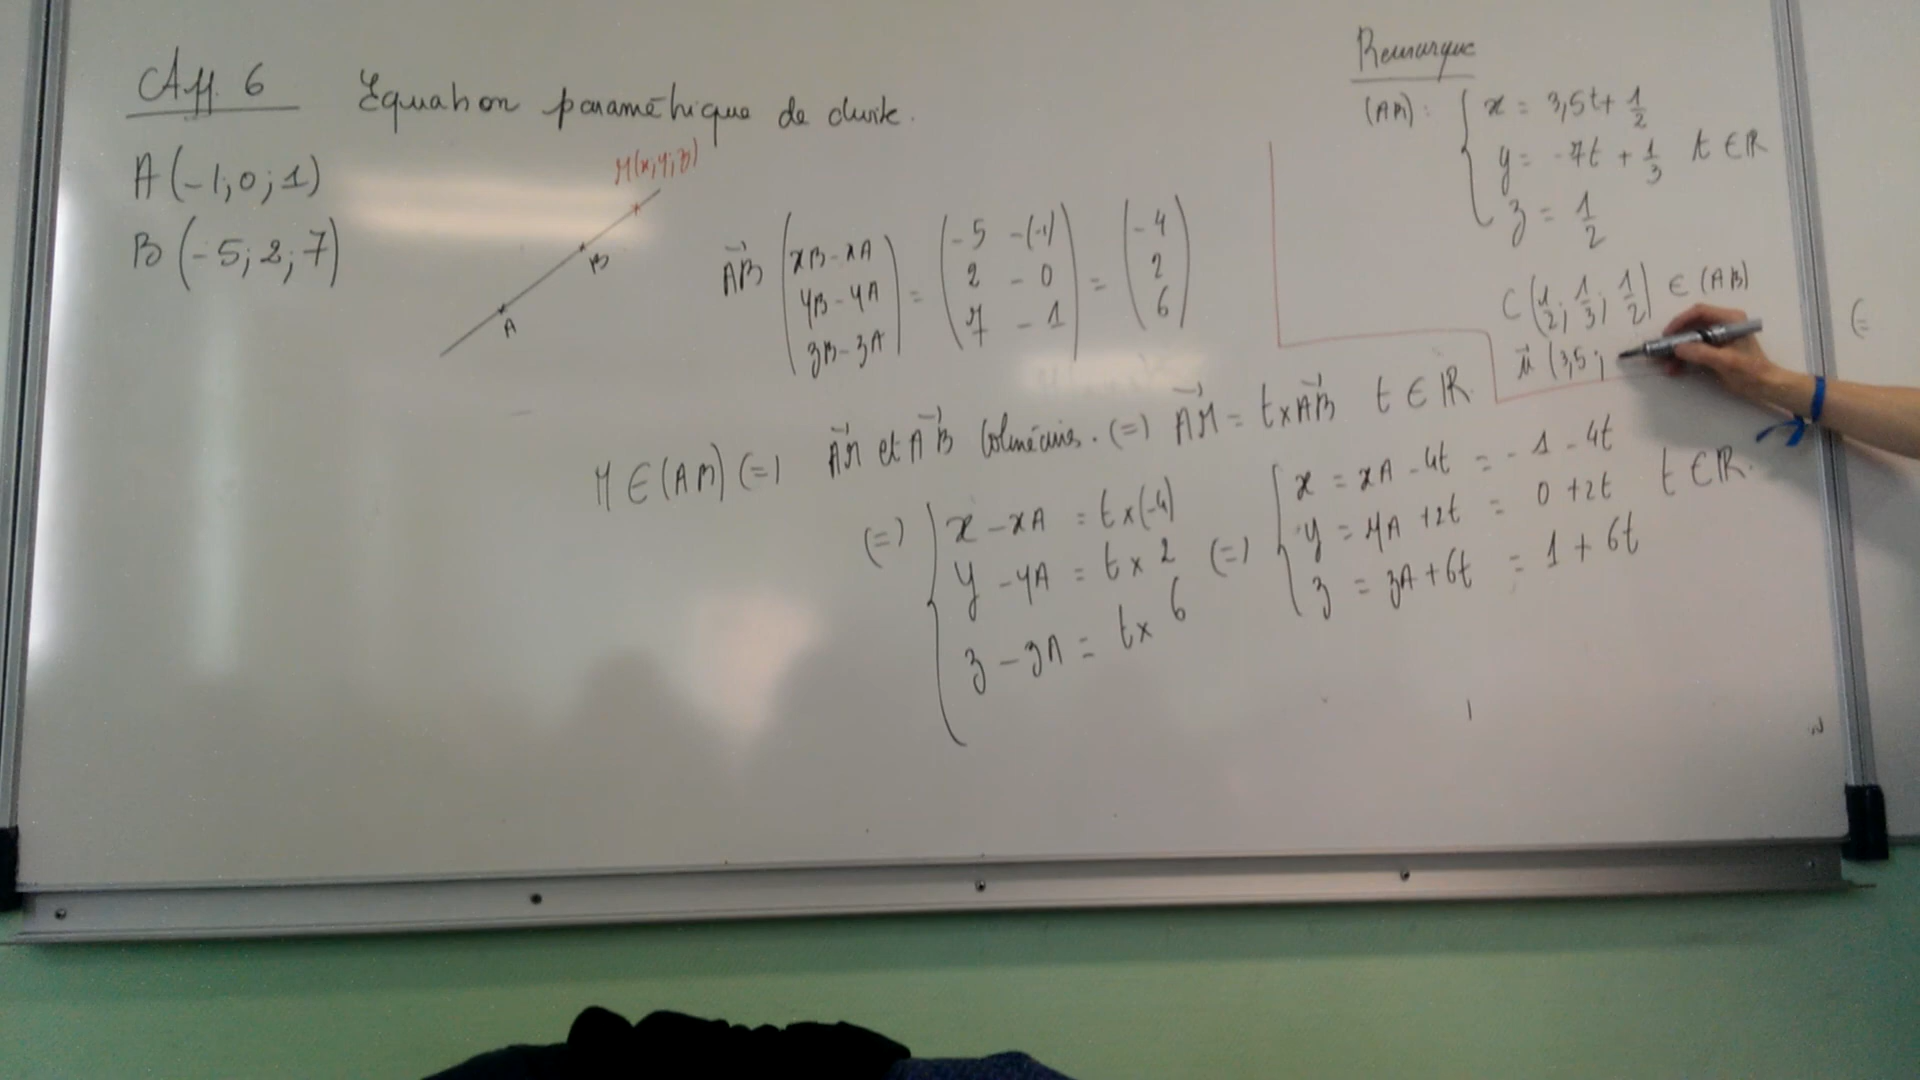 Aff. 6 Equation paramétrique de droite.
A(-1; 0; 1)
B(-5; 2; 7)
M(x; y; z)
B
A
AB⃗ (xB - xA ; yB - yA ; zB - zA) = (-5 -(-1) ; 2 - 0 ; 7 - 1) = (-4 ; 2 ; 6)
M ∈ (AB) (=) AM⃗ et AB⃗ colinéaires. (=) AM⃗ = t×AB⃗ t ∈ ℝ
(=) { x - xA = t×(-4)
y - yA = t× 2
z - zA = t× 6
(=) { x = xA - 4t = -1 - 4t
y = yA + 2t = 0 + 2t t ∈ ℝ.
z = zA + 6t = 1 + 6t
Remarque
(AB) : { x = 3,5t + 1/2
y = -7t + 1/3 t ∈ ℝ
z = 1/2
C(1/2; 1/3; 1/2) ∈ (AB)
u⃗ (3,5;